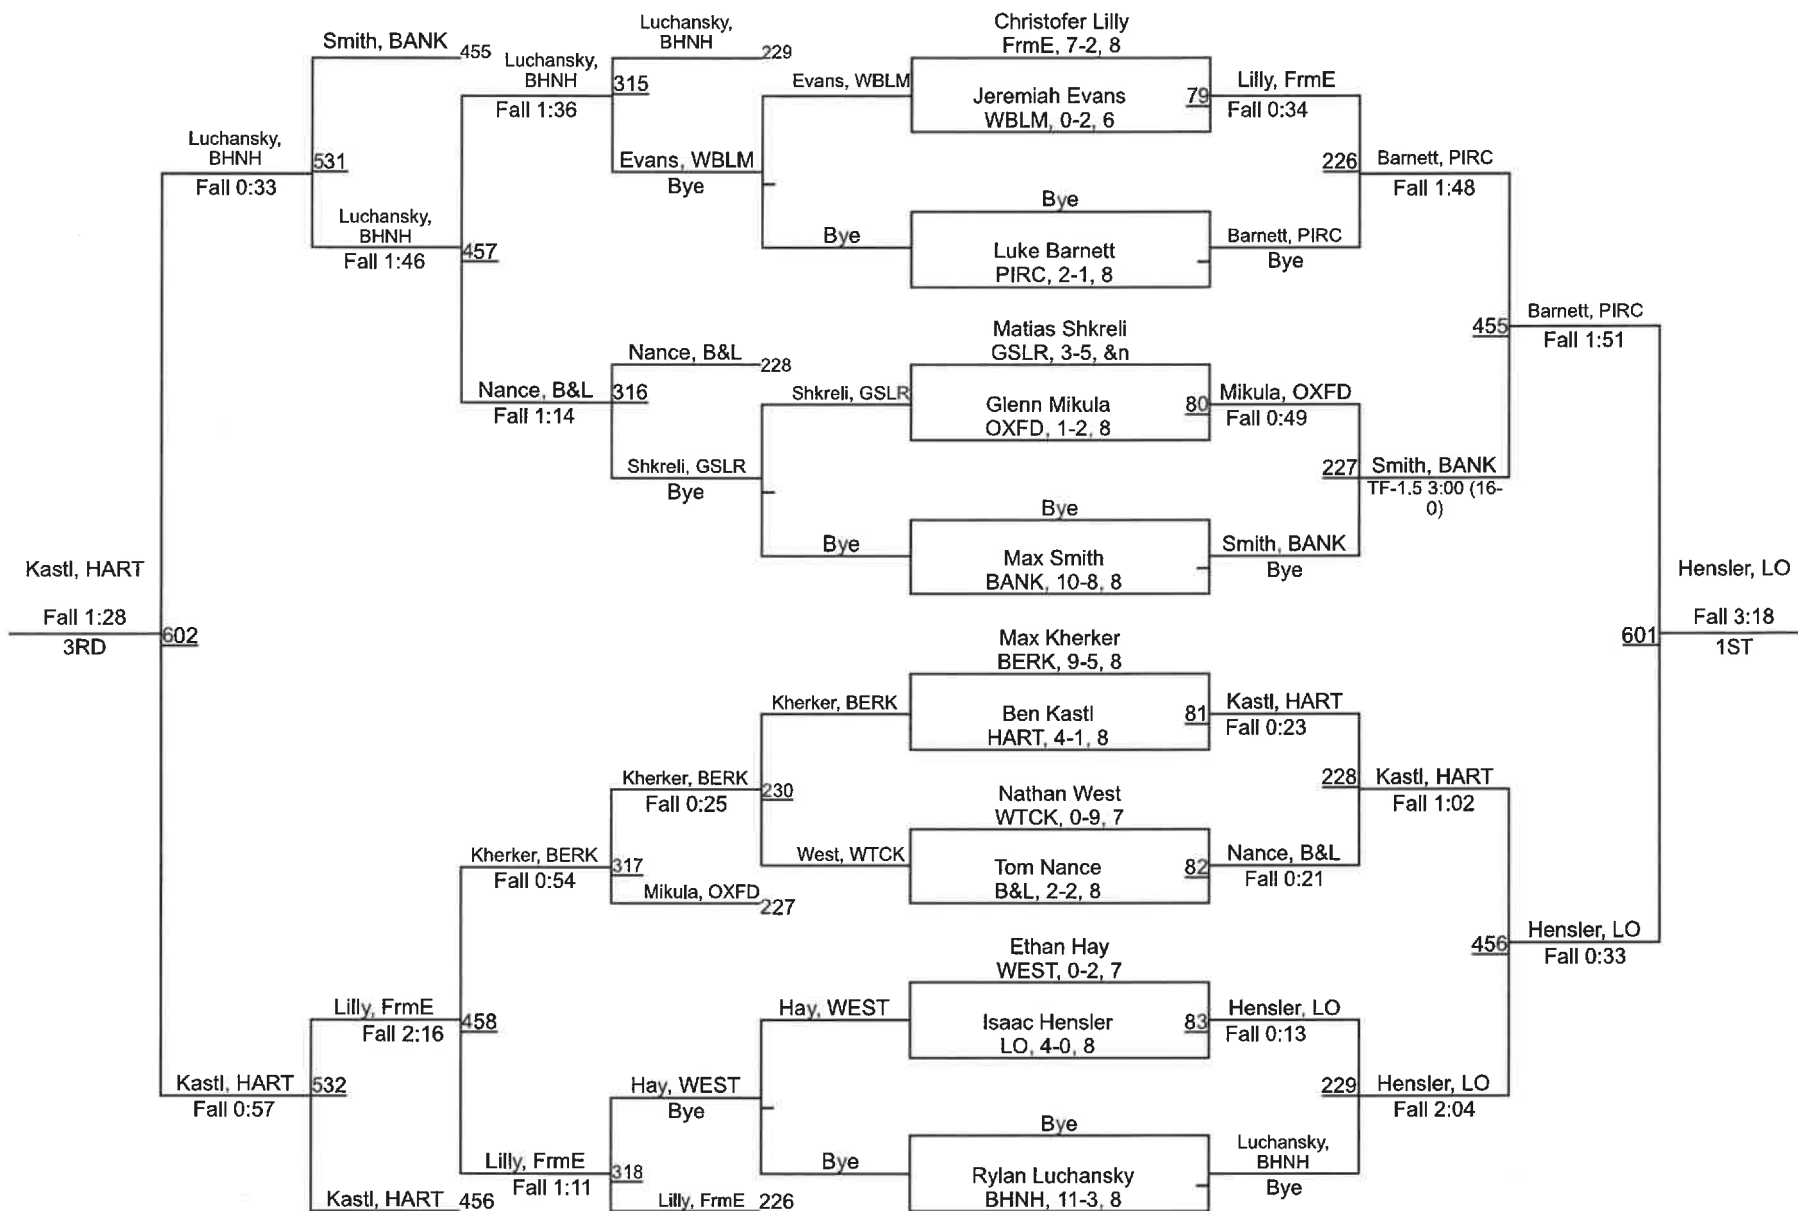 Christofer Lilly
FrmE, 7-2, 8
Luchansky,
BHNH
229
Smith, BANK 455
Luchansky,
BHNH
Fall 1:36
315
Evans, WBLM
Jeremiah Evans
WBLM, 0-2, 6
79
Lilly, FrmE
Fall 0:34
Luchansky,
BHNH
Fall 0:33
531
Evans, WBLM
Bye
226
Barnett, PIRC
Fall 1:48
Luchansky,
BHNH
Fall 1:46
457
Bye
Bye
Luke Barnett
PIRC, 2-1, 8
Barnett, PIRC
Bye
Matias Shkreli
GSLR, 3-5, &n
455
Barnett, PIRC
Fall 1:51
Nance, B&L
228
Nance, B&L
Fall 1:14
316
Shkreli, GSLR
Glenn Mikula
OXFD, 1-2, 8
80
Mikula, OXFD
Fall 0:49
Shkreli, GSLR
Bye
227
Smith, BANK
TF-1.5 3:00 (16-
0)
Bye
Bye
Max Smith
BANK, 10-8, 8
Smith, BANK
Bye
Kastl, HART
Fall 1:28
3RD
602
Hensler, LO
Fall 3:18
1ST
601
Max Kherker
BERK, 9-5, 8
Kherker, BERK
Ben Kastl
HART, 4-1, 8
81
Kastl, HART
Fall 0:23
Kherker, BERK
Fall 0:25
230
Nathan West
WTCK, 0-9, 7
228
Kastl, HART
Fall 1:02
Kherker, BERK
Fall 0:54
317
West, WTCK
Tom Nance
B&L, 2-2, 8
82
Nance, B&L
Fall 0:21
Mikula, OXFD
227
Ethan Hay
WEST, 0-2, 7
456
Hensler, LO
Fall 0:33
Lilly, FrmE
Fall 2:16
458
Hay, WEST
Isaac Hensler
LO, 4-0, 8
83
Hensler, LO
Fall 0:13
Kastl, HART
Fall 0:57
532
Hay, WEST
Bye
229
Hensler, LO
Fall 2:04
Bye
Lilly, FrmE
Fall 1:11
318
Bye
Rylan Luchansky
BHNH, 11-3, 8
Luchansky,
BHNH
Bye
Kastl, HART 456
Lilly, FrmE 226